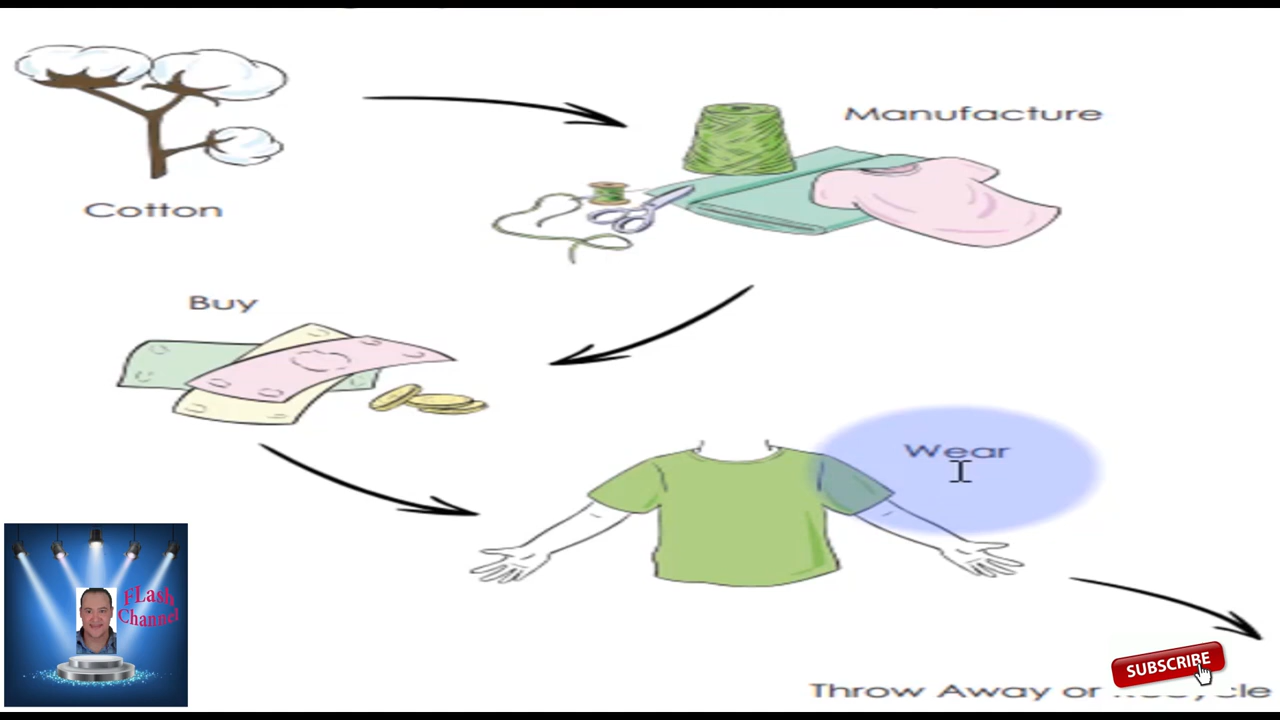 Manufacture
Cotton
Buy
Wear
FLash
Channel
SUBSCRIBE
Throw Away or